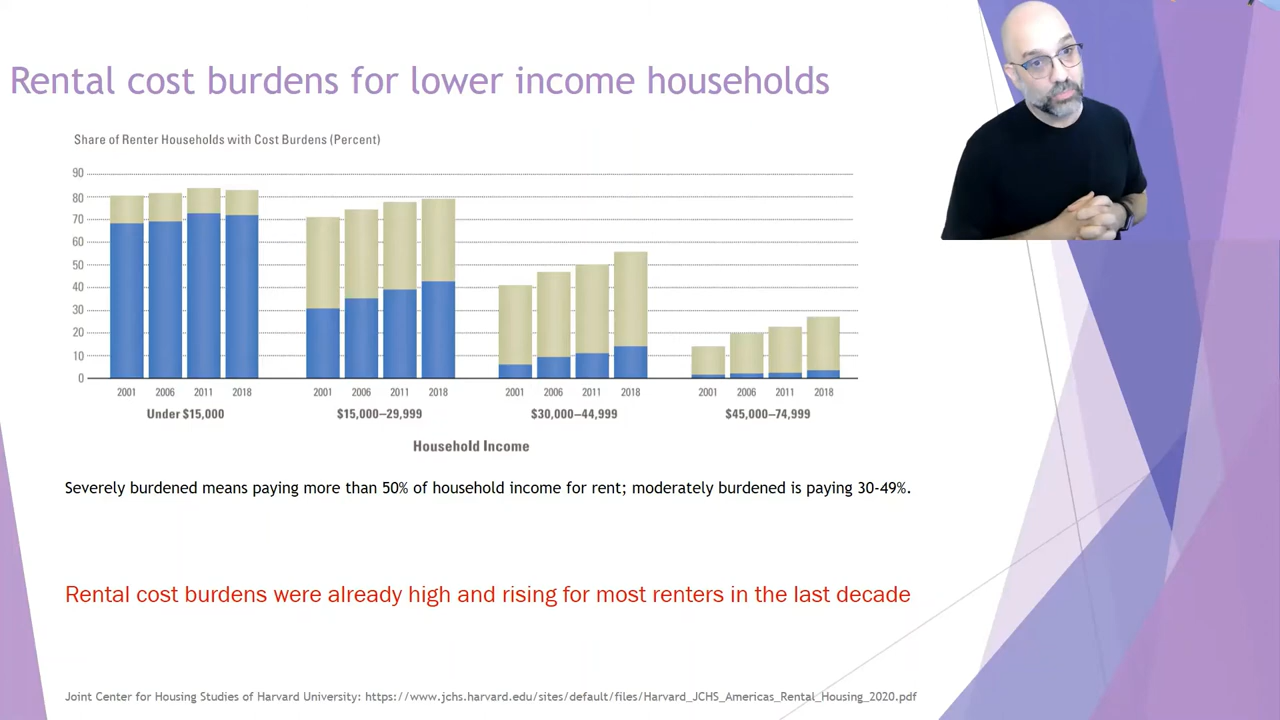 Rental cost burdens for lower income households
Share of Renter Households with Cost Burdens (Percent)
90
80
70
60
50
40
30
20
10
0
2001 2006 2011 2018 2001 2006 2011 2018 2001 2006 2011 2018 2001 2006 2011 2018
Under $15,000 $15,000–29,999 $30,000–44,999 $45,000–74,999
Household Income
Severely burdened means paying more than 50% of household income for rent; moderately burdened is paying 30-49%.
Rental cost burdens were already high and rising for most renters in the last decade
Joint Center for Housing Studies of Harvard University: https://www.jchs.harvard.edu/sites/default/files/Harvard_JCHS_Americas_Rental_Housing_2020.pdf